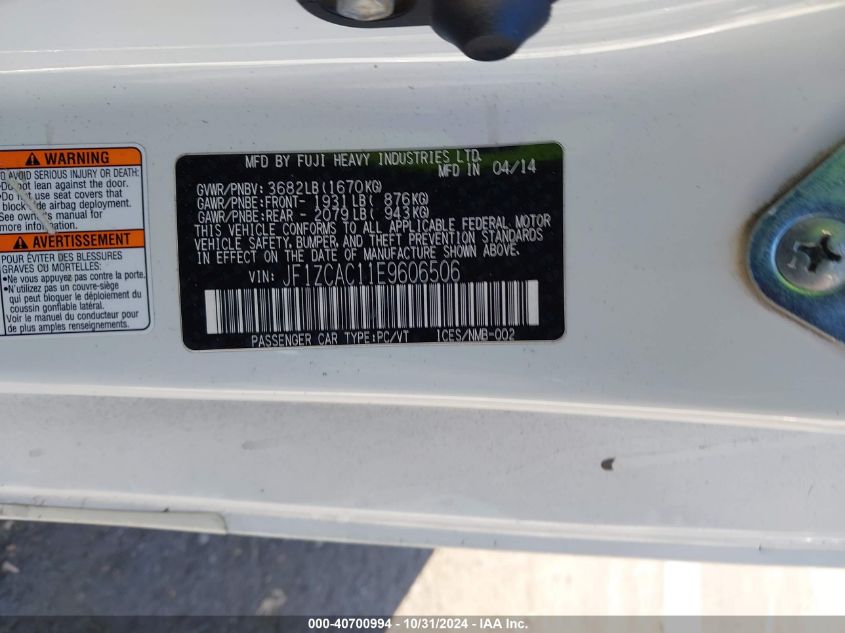 WARNING
TO AVOID SERIOUS INJURY OR DEATH:
•Do not lean against the door.
•Do not use seat covers that
block side airbag deployment.
See owner's manual for
more information.
AVERTISSEMENT
POUR ÉVITER DES BLESSURES
GRAVES OU MORTELLES:
•Ne vous appuyez pas contre la porte.
•N'utilisez pas un couvre-siège
qui peut bloquer le déploiement du
coussin gonflable latéral.
Voir le manuel du conducteur pour
de plus amples renseignements.
MFD BY FUJI HEAVY INDUSTRIES LTD.
MFD IN 04/14
GVWR/PNBV: 3682LB(1670KG)
GAWR/PNBE:FRONT- 1931LB( 876KG)
GAWR/PNBE:REAR - 2079LB( 943KG)
THIS VEHICLE CONFORMS TO ALL APPLICABLE FEDERAL MOTOR
VEHICLE SAFETY, BUMPER, AND THEFT PREVENTION STANDARDS
IN EFFECT ON THE DATE OF MANUFACTURE SHOWN ABOVE.
VIN: JF1ZCAC11E9606506
PASSENGER CAR TYPE:PC/VT ICES/NMB-002
000-40700994 - 10/31/2024 - IAA Inc.